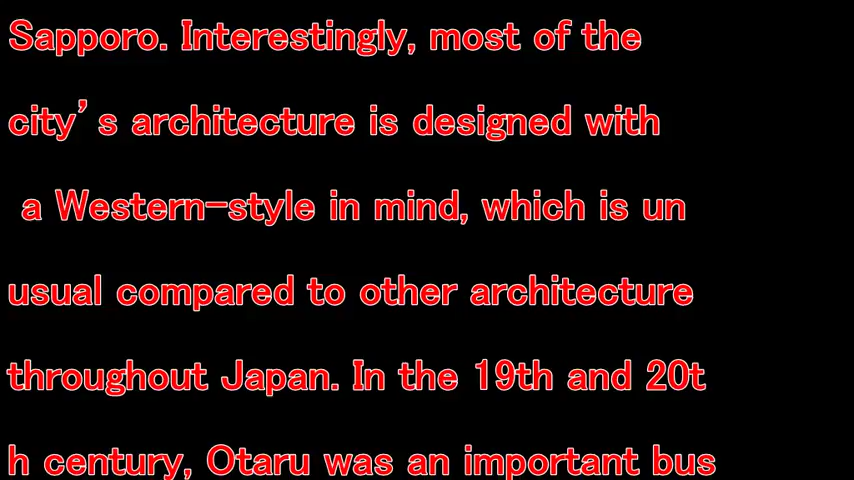 Sapporo. Interestingly, most of the
city’s architecture is designed with
a Western-style in mind, which is un
usual compared to other architecture
throughout Japan. In the 19th and 20t
h century, Otaru was an important bus